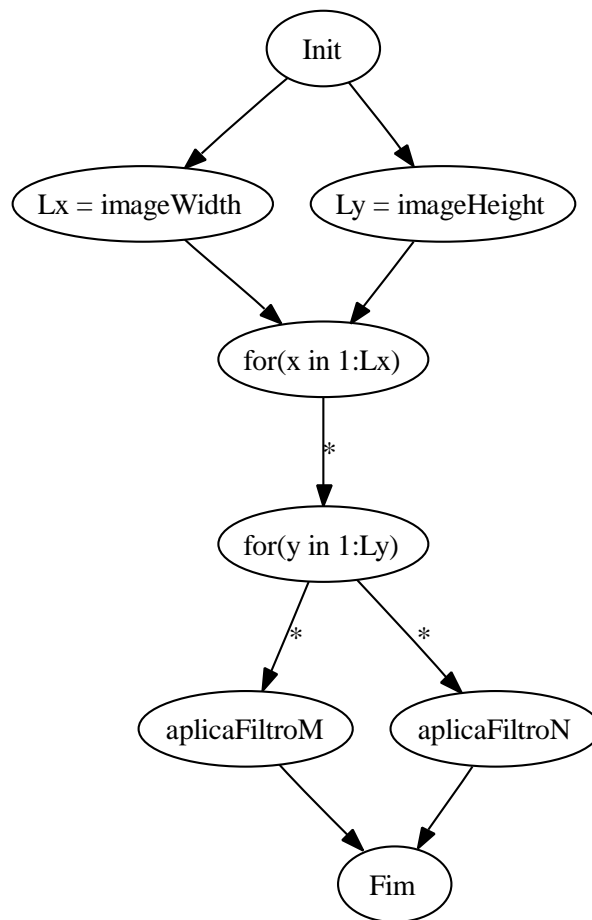 Init
Lx = imageWidth
Ly = imageHeight
for(x in 1:Lx)
*
for(y in 1:Ly)
*
*
aplicaFiltroM
aplicaFiltroN
Fim